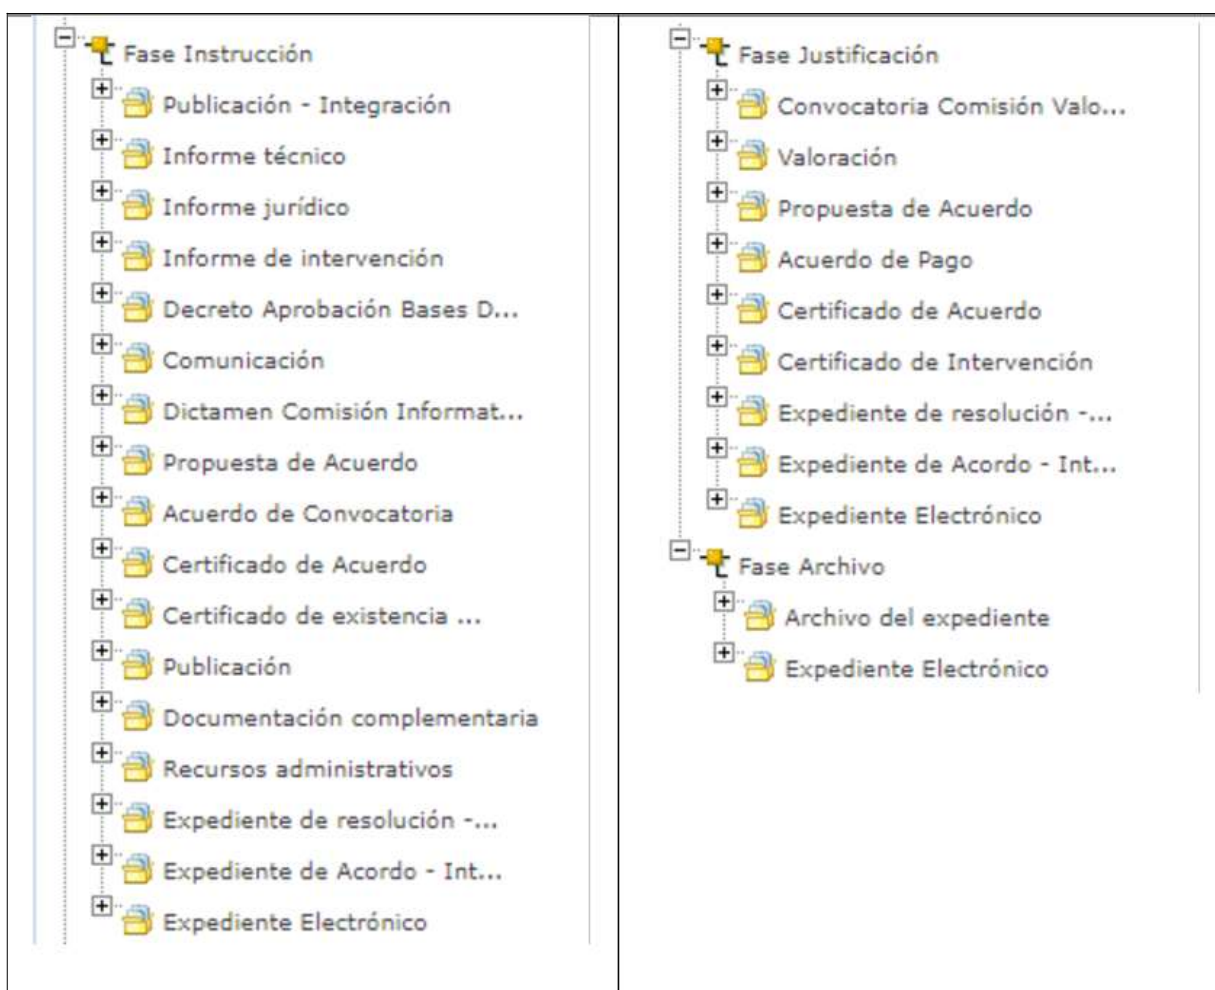 Fase Instrucción
Publicación - Integración
Informe técnico
Informe jurídico
Informe de intervención
Decreto Aprobación Bases D...
Comunicación
Dictamen Comisión Informat...
Propuesta de Acuerdo
Acuerdo de Convocatoria
Certificado de Acuerdo
Certificado de existencia ...
Publicación
Documentación complementaria
Recursos administrativos
Expediente de resolución -...
Expediente de Acordo - Int...
Expediente Electrónico
Fase Justificación
Convocatoria Comisión Valo...
Valoración
Propuesta de Acuerdo
Acuerdo de Pago
Certificado de Acuerdo
Certificado de Intervención
Expediente de resolución -...
Expediente de Acordo - Int...
Expediente Electrónico
Fase Archivo
Archivo del expediente
Expediente Electrónico